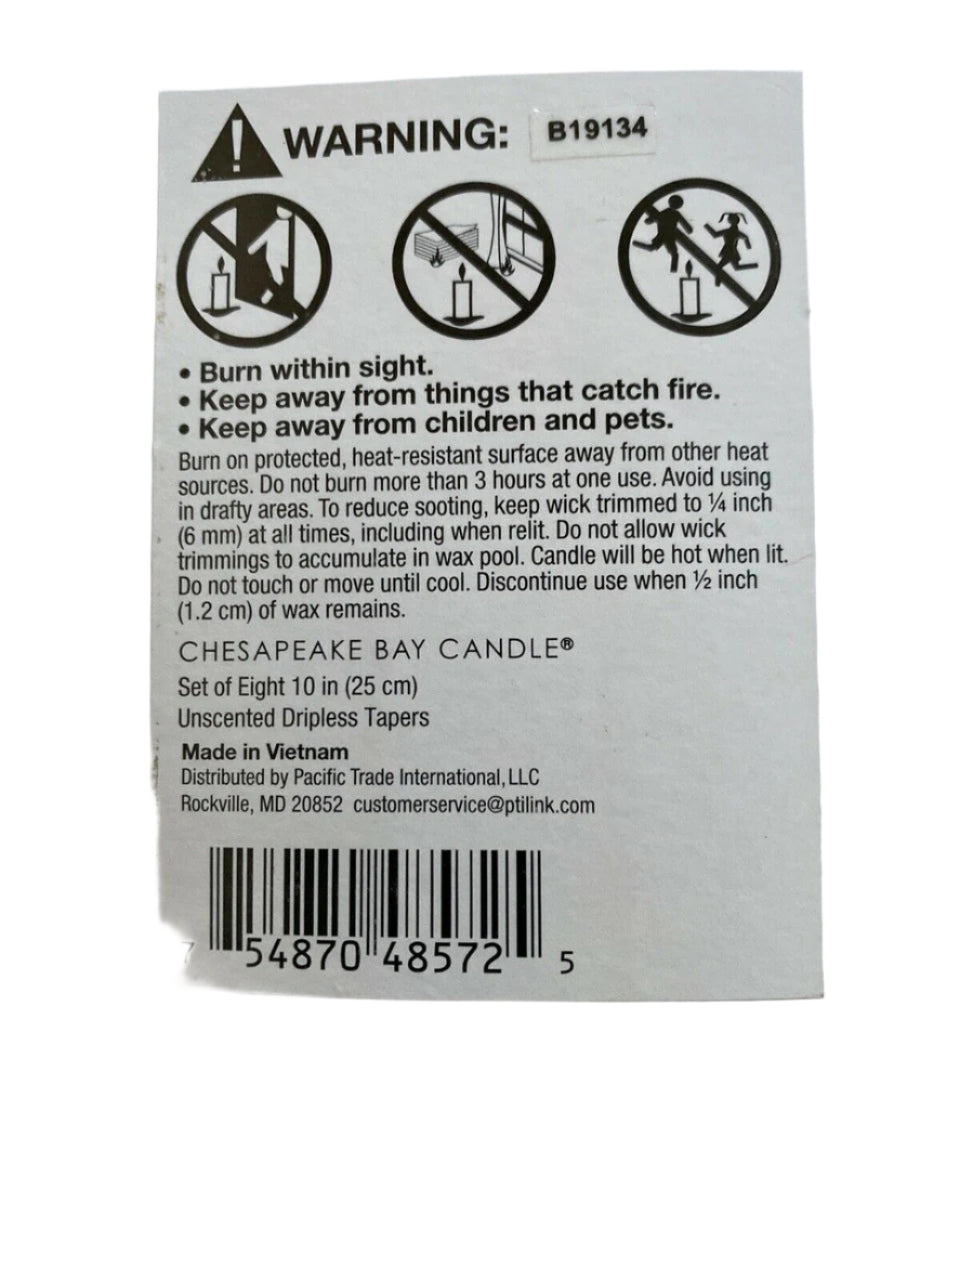 WARNING: B19134
• Burn within sight.
• Keep away from things that catch fire.
• Keep away from children and pets.
Burn on protected, heat-resistant surface away from other heat
sources. Do not burn more than 3 hours at one use. Avoid using
in drafty areas. To reduce sooting, keep wick trimmed to ¼ inch
(6 mm) at all times, including when relit. Do not allow wick
trimmings to accumulate in wax pool. Candle will be hot when lit.
Do not touch or move until cool. Discontinue use when ½ inch
(1.2 cm) of wax remains.
CHESAPEAKE BAY CANDLE®
Set of Eight 10 in (25 cm)
Unscented Dripless Tapers
Made in Vietnam
Distributed by Pacific Trade International, LLC
Rockville, MD 20852 customerservice@ptilink.com
7 54870 48572 5